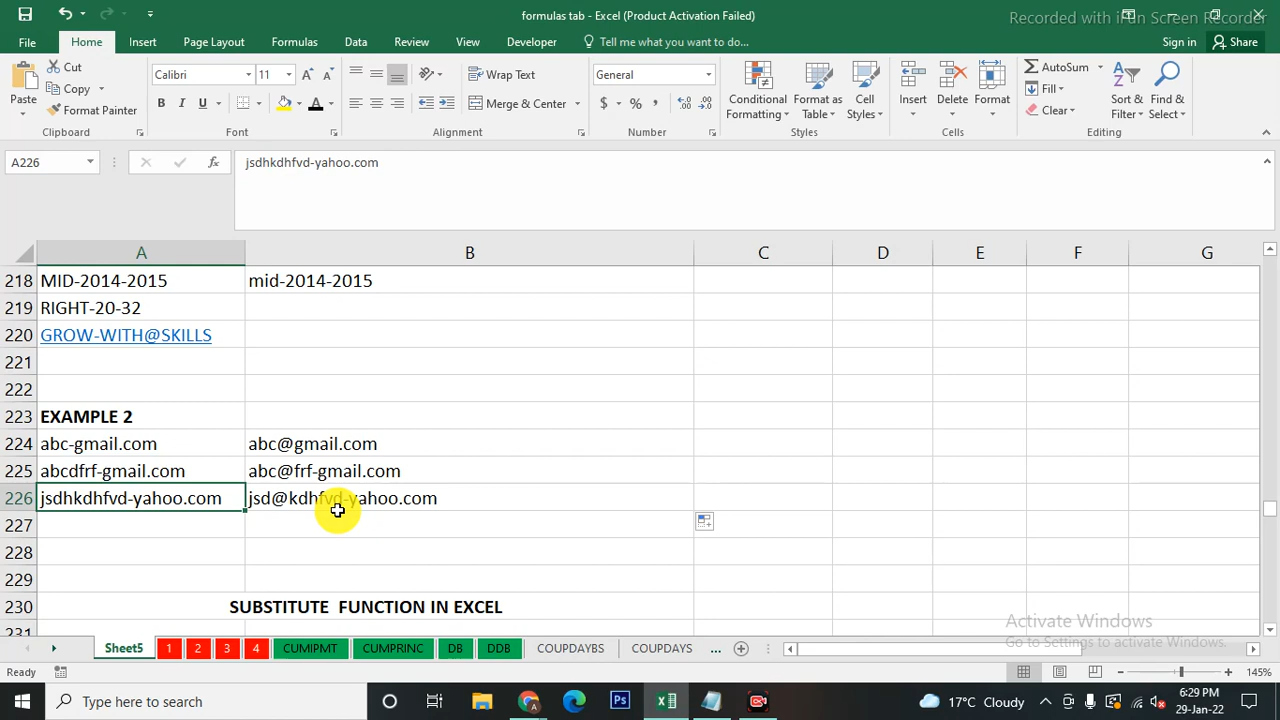 formulas tab - Excel (Product Activation Failed)
Recorded with iFun Screen Recorder
File Home Insert Page Layout Formulas Data Review View Developer Tell me what you want to do... Sign in Share
Paste Cut Copy Format Painter Clipboard
Calibri 11 A A B I U A Font
Wrap Text Merge & Center Alignment
General $ % , Number
Conditional Formatting Format as Table Cell Styles Styles
Insert Delete Format Cells
AutoSum Fill Clear Sort & Filter Find & Select Editing
A226 fx jsdhkdhfvd-yahoo.com
A B C D E F G
218 MID-2014-2015 mid-2014-2015
219 RIGHT-20-32
220 GROW-WITH@SKILLS
221
222
223 EXAMPLE 2
224 abc-gmail.com abc@gmail.com
225 abcdfrf-gmail.com abc@frf-gmail.com
226 jsdhkdhfvd-yahoo.com jsd@kdhfvd-yahoo.com
227
228
229
230 SUBSTITUTE FUNCTION IN EXCEL
231
Activate Windows
Go to Settings to activate Windows.
Sheet5 1 2 3 4 CUMIPMT CUMPRINC DB DDB COUPDAYBS COUPDAYS ...
Ready 145%
Type here to search 17°C Cloudy 6:29 PM
29-Jan-22